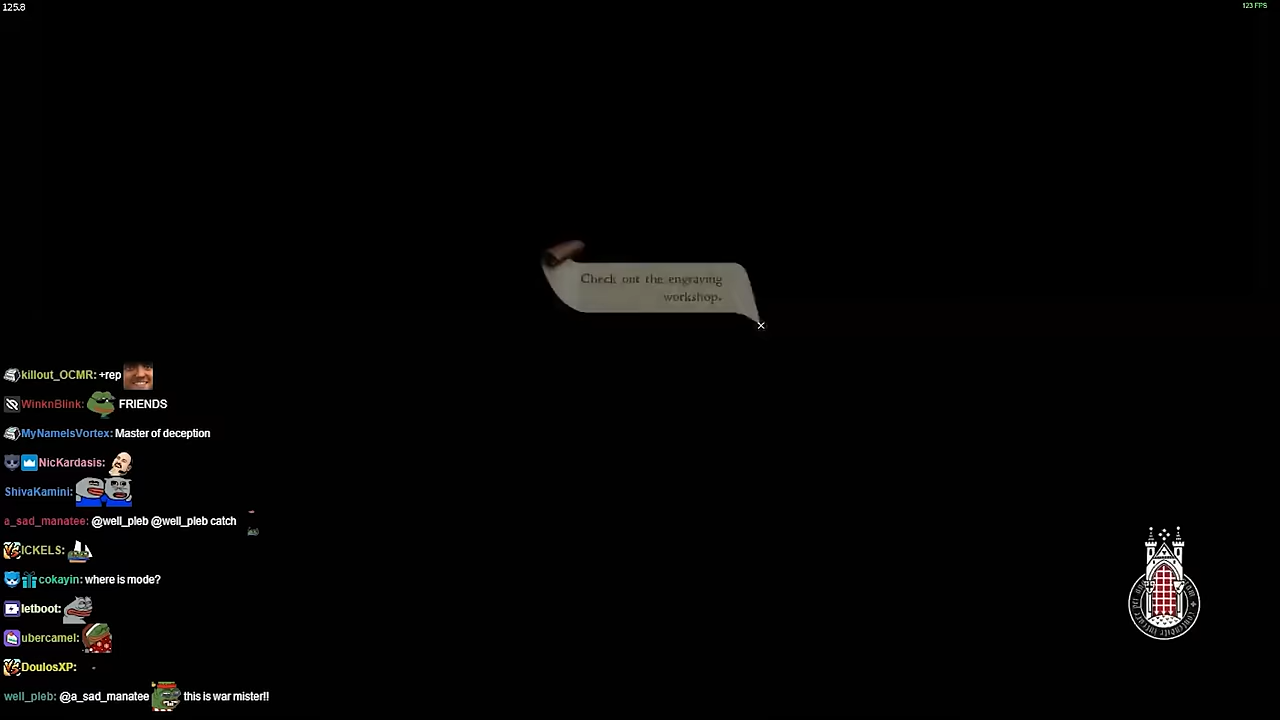 125.8
123 FPS
Check out the engraving
workshop.
killout_OCMR: +rep
WinknBlink: FRIENDS
MyNameIsVortex: Master of deception
NicKardasis:
ShivaKamini:
a_sad_manatee: @well_pleb @well_pleb catch
ICKELS:
cokayin: where is mode?
letboot:
ubercamel:
DoulosXP:
well_pleb: @a_sad_manatee this is war mister!!